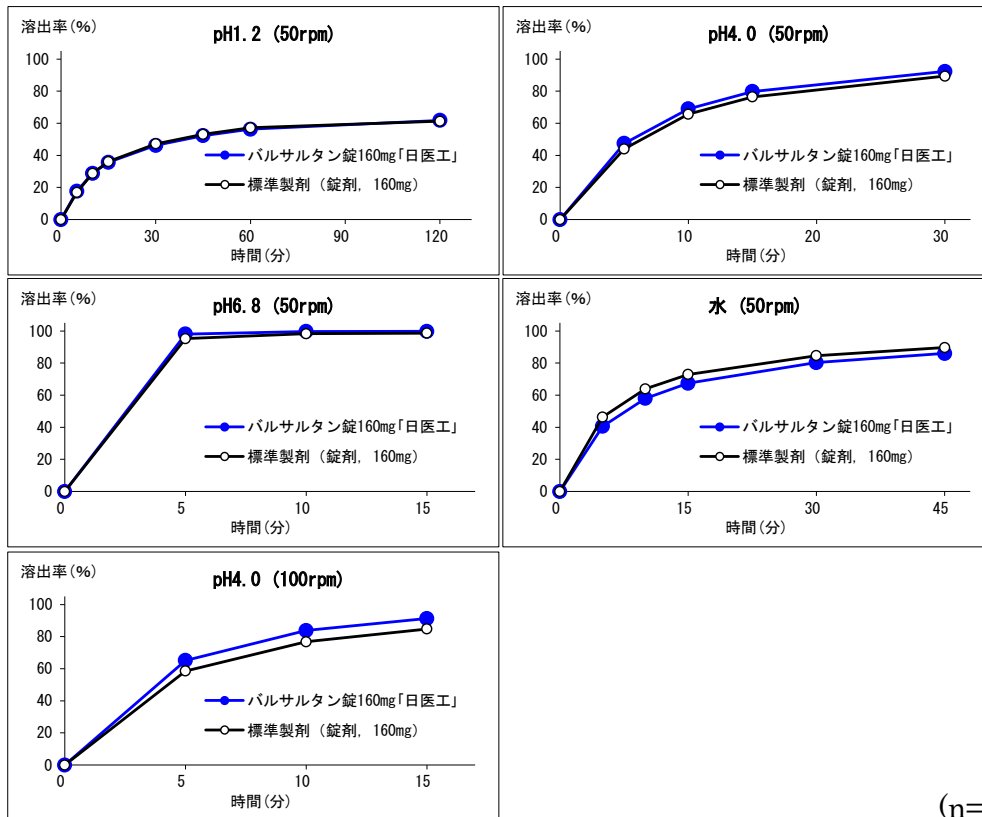 溶出率(%)
pH1.2 (50rpm)
100
80
60
40
20
0
バルサルタン錠160mg「日医工」
標準製剤（錠剤，160mg）
0 30 60 90 120
時間(分)
溶出率(%)
pH4.0 (50rpm)
100
80
60
40
20
0
バルサルタン錠160mg「日医工」
標準製剤（錠剤，160mg）
0 10 20 30
時間(分)
溶出率(%)
pH6.8 (50rpm)
100
80
60
40
20
0
バルサルタン錠160mg「日医工」
標準製剤（錠剤，160mg）
0 5 10 15
時間(分)
溶出率(%)
水 (50rpm)
100
80
60
40
20
0
バルサルタン錠160mg「日医工」
標準製剤（錠剤，160mg）
0 15 30 45
時間(分)
溶出率(%)
pH4.0 (100rpm)
100
80
60
40
20
0
バルサルタン錠160mg「日医工」
標準製剤（錠剤，160mg）
0 5 10 15
時間(分)
(n=